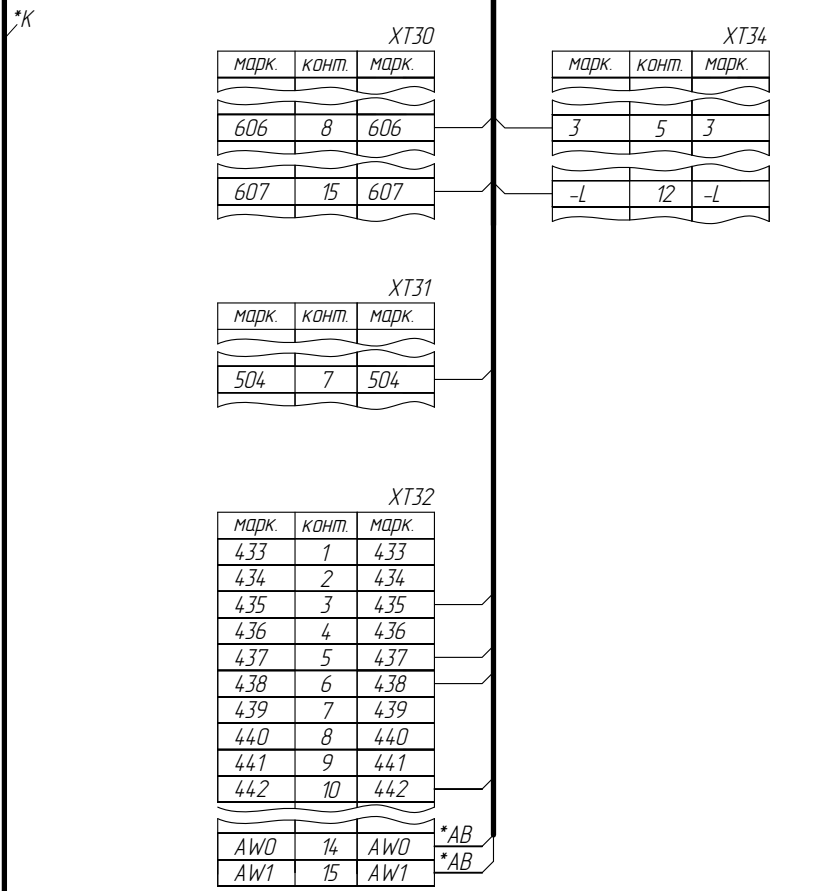 *К
XT30
марк. конт. марк.
606 8 606
607 15 607
XT34
марк. конт. марк.
3 5 3
-L 12 -L
XT31
марк. конт. марк.
504 7 504
XT32
марк. конт. марк.
433 1 433
434 2 434
435 3 435
436 4 436
437 5 437
438 6 438
439 7 439
440 8 440
441 9 441
442 10 442
AW0 14 AW0 *АВ
AW1 15 AW1 *АВ